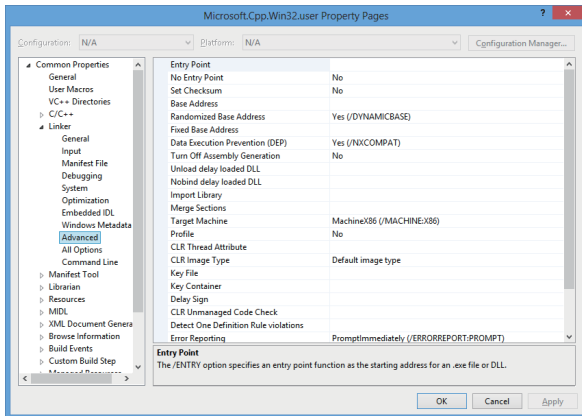 Microsoft.Cpp.Win32.user Property Pages
? ×
Configuration: N/A Platform: N/A Configuration Manager...
Common Properties
General
User Macros
VC++ Directories
C/C++
Linker
General
Input
Manifest File
Debugging
System
Optimization
Embedded IDL
Windows Metadata
Advanced
All Options
Command Line
Manifest Tool
Librarian
Resources
MIDL
XML Document Genera
Browse Information
Build Events
Custom Build Step
Entry Point
No Entry Point No
Set Checksum No
Base Address
Randomized Base Address Yes (/DYNAMICBASE)
Fixed Base Address
Data Execution Prevention (DEP) Yes (/NXCOMPAT)
Turn Off Assembly Generation No
Unload delay loaded DLL
Nobind delay loaded DLL
Import Library
Merge Sections
Target Machine MachineX86 (/MACHINE:X86)
Profile No
CLR Thread Attribute
CLR Image Type Default image type
Key File
Key Container
Delay Sign
CLR Unmanaged Code Check
Detect One Definition Rule violations
Error Reporting PromptImmediately (/ERRORREPORT:PROMPT)
Entry Point
The /ENTRY option specifies an entry point function as the starting address for an .exe file or DLL.
OK Cancel Apply